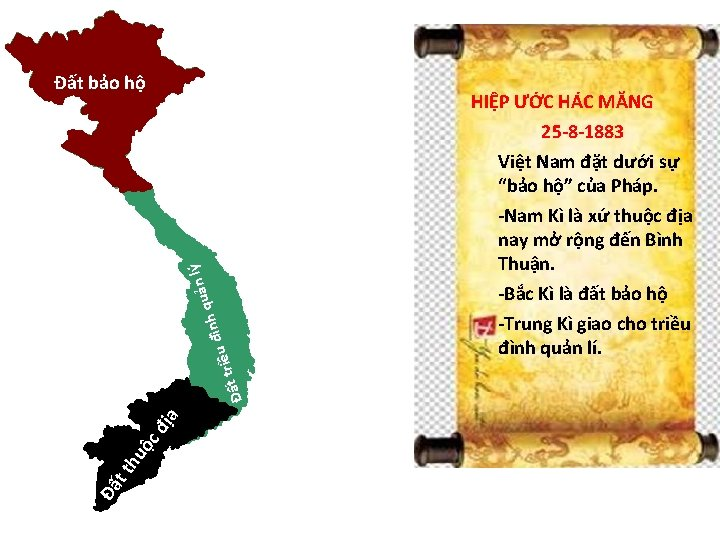 Đất bảo hộ
Đất triều đình quản lý
Đất thuộc địa
HIỆP ƯỚC HÁC MĂNG
25-8-1883
Việt Nam đặt dưới sự
“bảo hộ” của Pháp.
-Nam Kì là xứ thuộc địa
nay mở rộng đến Bình
Thuận.
-Bắc Kì là đất bảo hộ
-Trung Kì giao cho triều
đình quản lí.